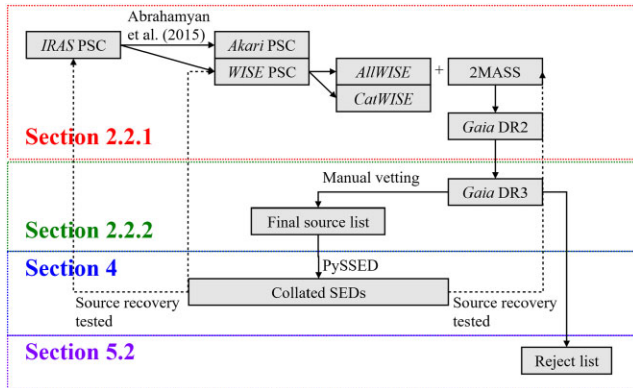 Abrahamyan
et al. (2015)
IRAS PSC
Akari PSC
WISE PSC
AllWISE
+
2MASS
CatWISE
Gaia DR2
Section 2.2.1
Manual vetting
Gaia DR3
Final source list
Section 2.2.2
PySSED
Section 4
Collated SEDs
Source recovery
tested
Source recovery
tested
Section 5.2
Reject list